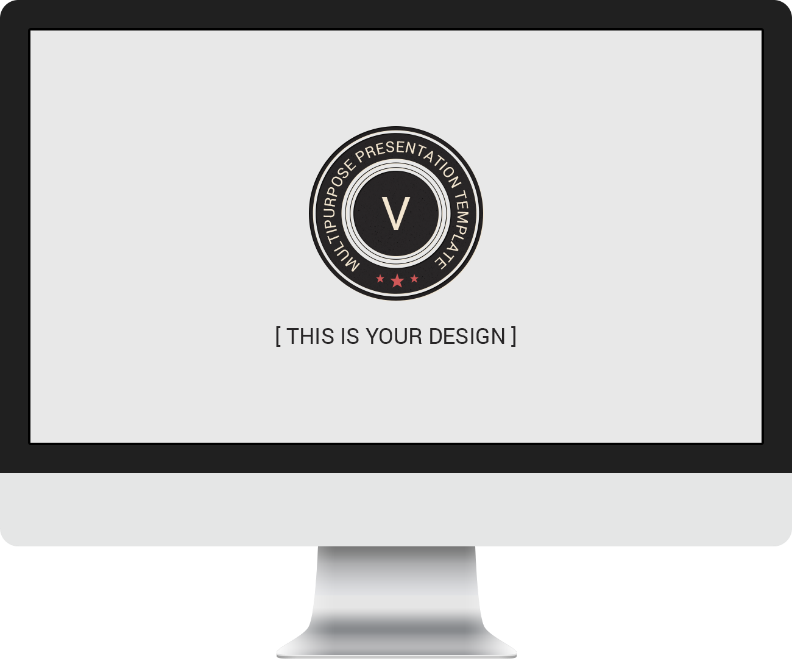 MULTIPURPOSE PRESENTATION TEMPLATE
V
[ THIS IS YOUR DESIGN ]